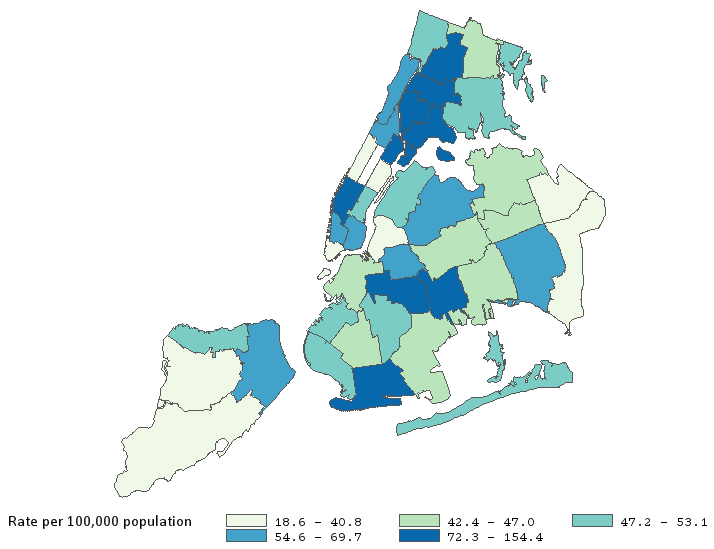 Rate per 100,000 population 18.6 - 40.8 42.4 - 47.0 47.2 - 53.1
54.6 - 69.7 72.3 - 154.4